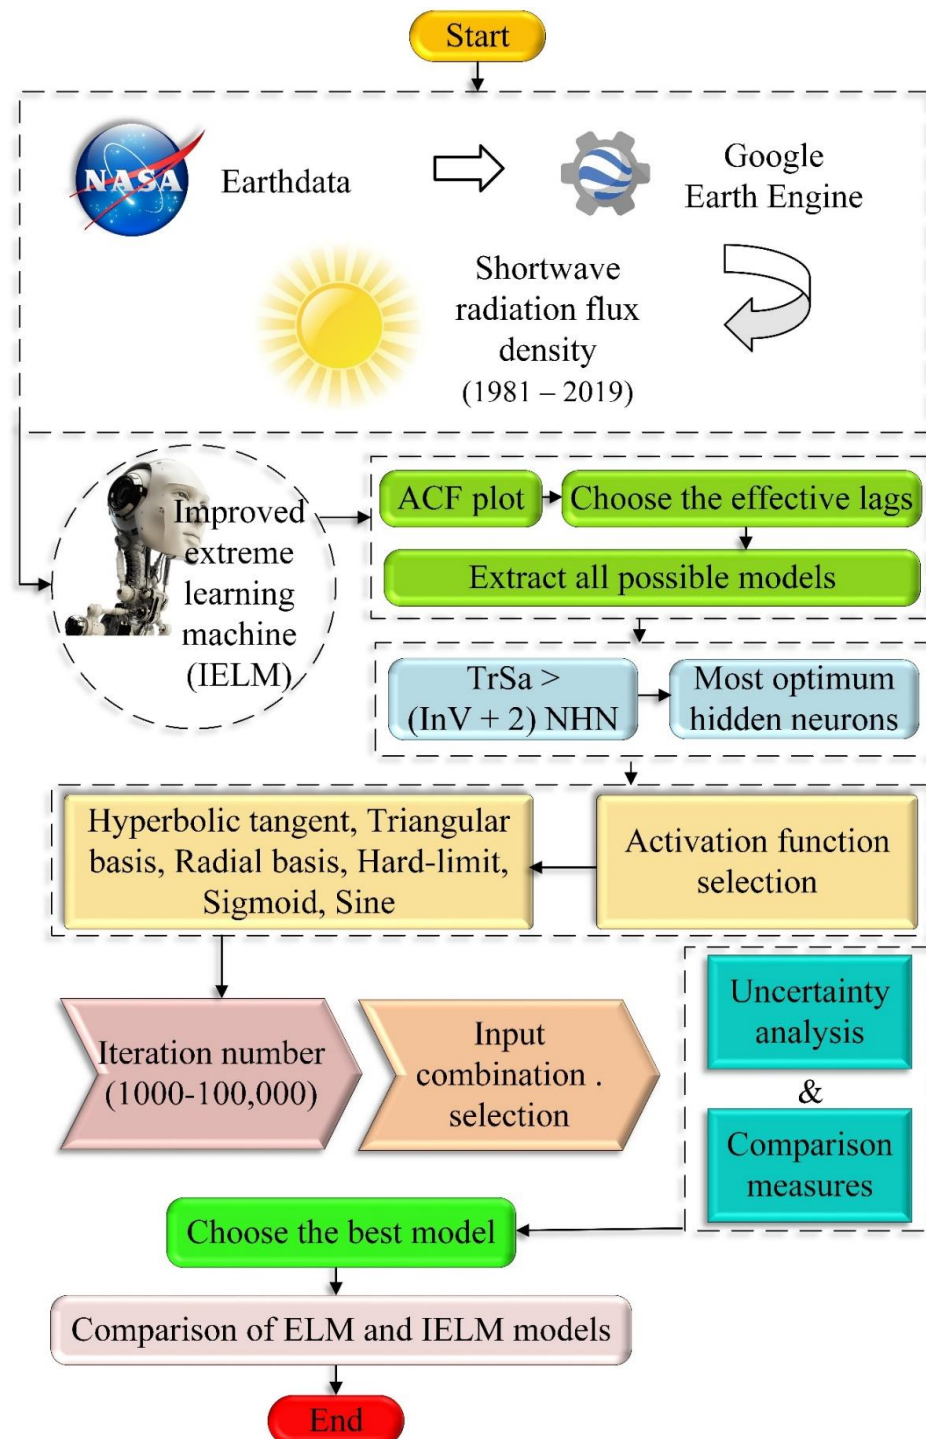 Start
NASA
Earthdata
Google
Earth Engine
Shortwave
radiation flux
density
(1981 – 2019)
Improved
extreme
learning
machine
(IELM)
ACF plot
Choose the effective lags
Extract all possible models
TrSa >
(InV + 2) NHN
Most optimum
hidden neurons
Hyperbolic tangent, Triangular
basis, Radial basis, Hard-limit,
Sigmoid, Sine
Activation function
selection
Iteration number
(1000-100,000)
Input
combination .
selection
Uncertainty
analysis
&
Comparison
measures
Choose the best model
Comparison of ELM and IELM models
End